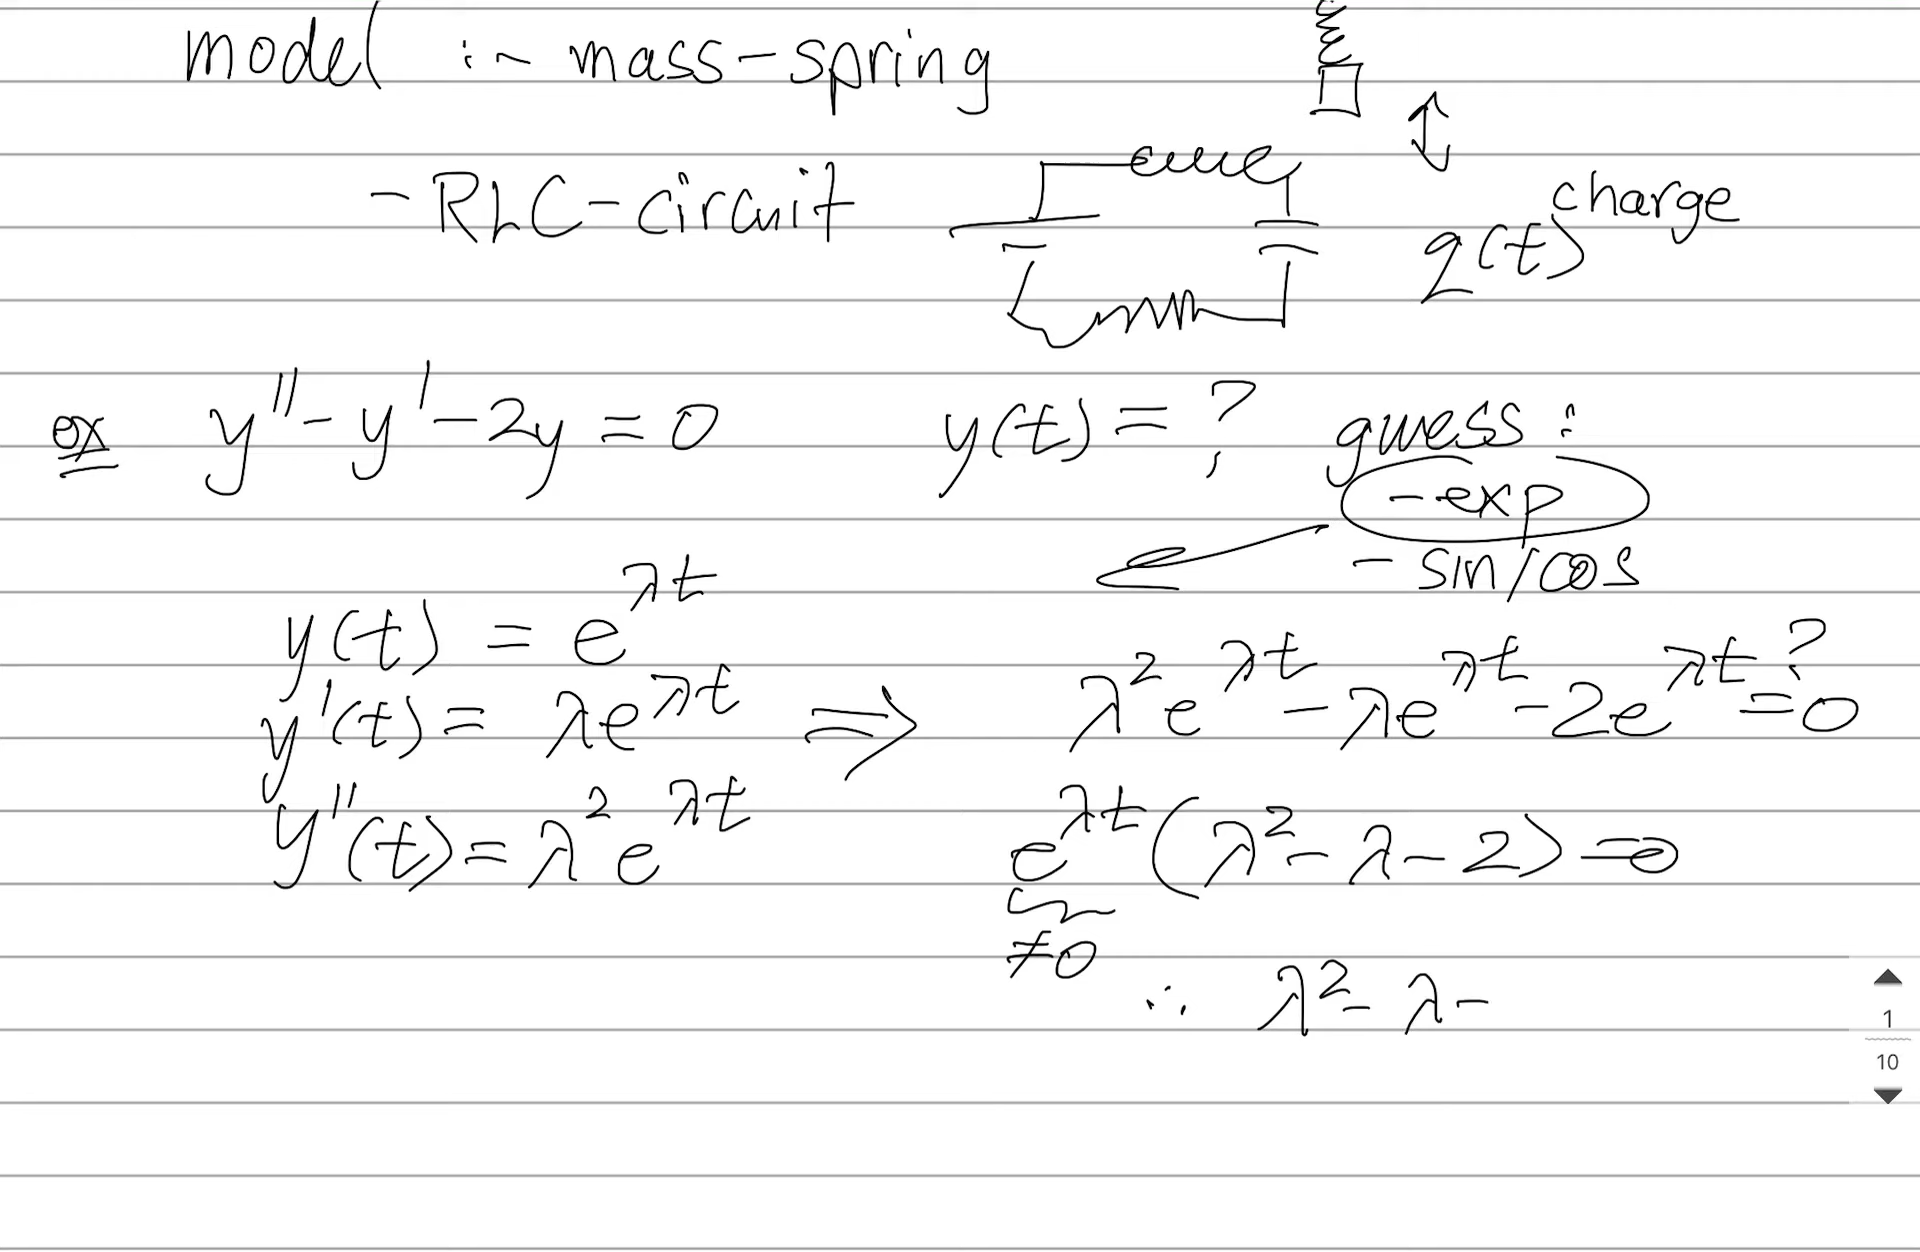 model :- mass-spring
-RLC-circuit
charge
q(t)
ex y'' - y' - 2y = 0 y(t) = ? guess :
- exp
- sin/cos
y(t) = e^λt
y'(t) = λe^λt ⇒ λ²e^λt - λe^λt - 2e^λt ?= 0
y''(t) = λ²e^λt e^λt(λ² - λ - 2) = 0
≠0
∴ λ² - λ -
1
10